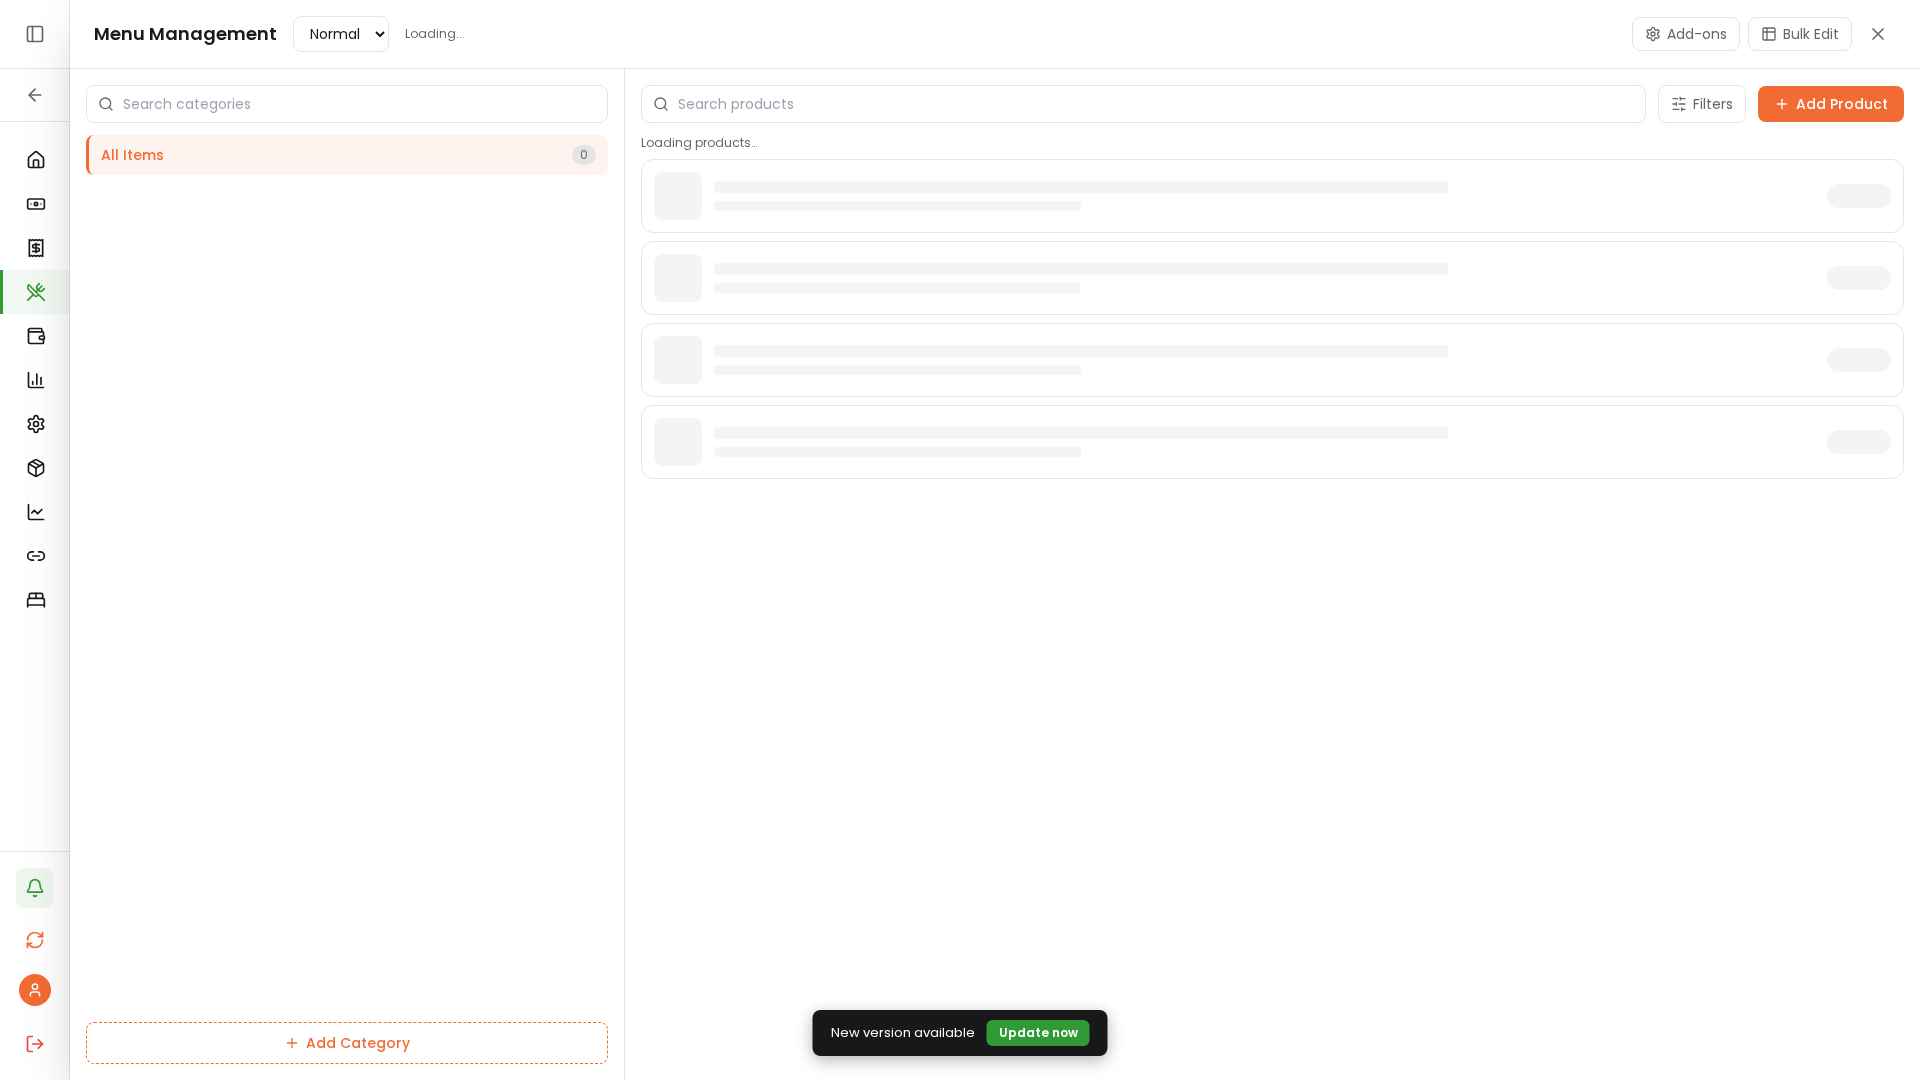 Menu Management
Normal
Loading...
Add-ons
Bulk Edit
Search categories
All Items
0
Add Category
Search products
Filters
Add Product
Loading products...
New version available
Update now